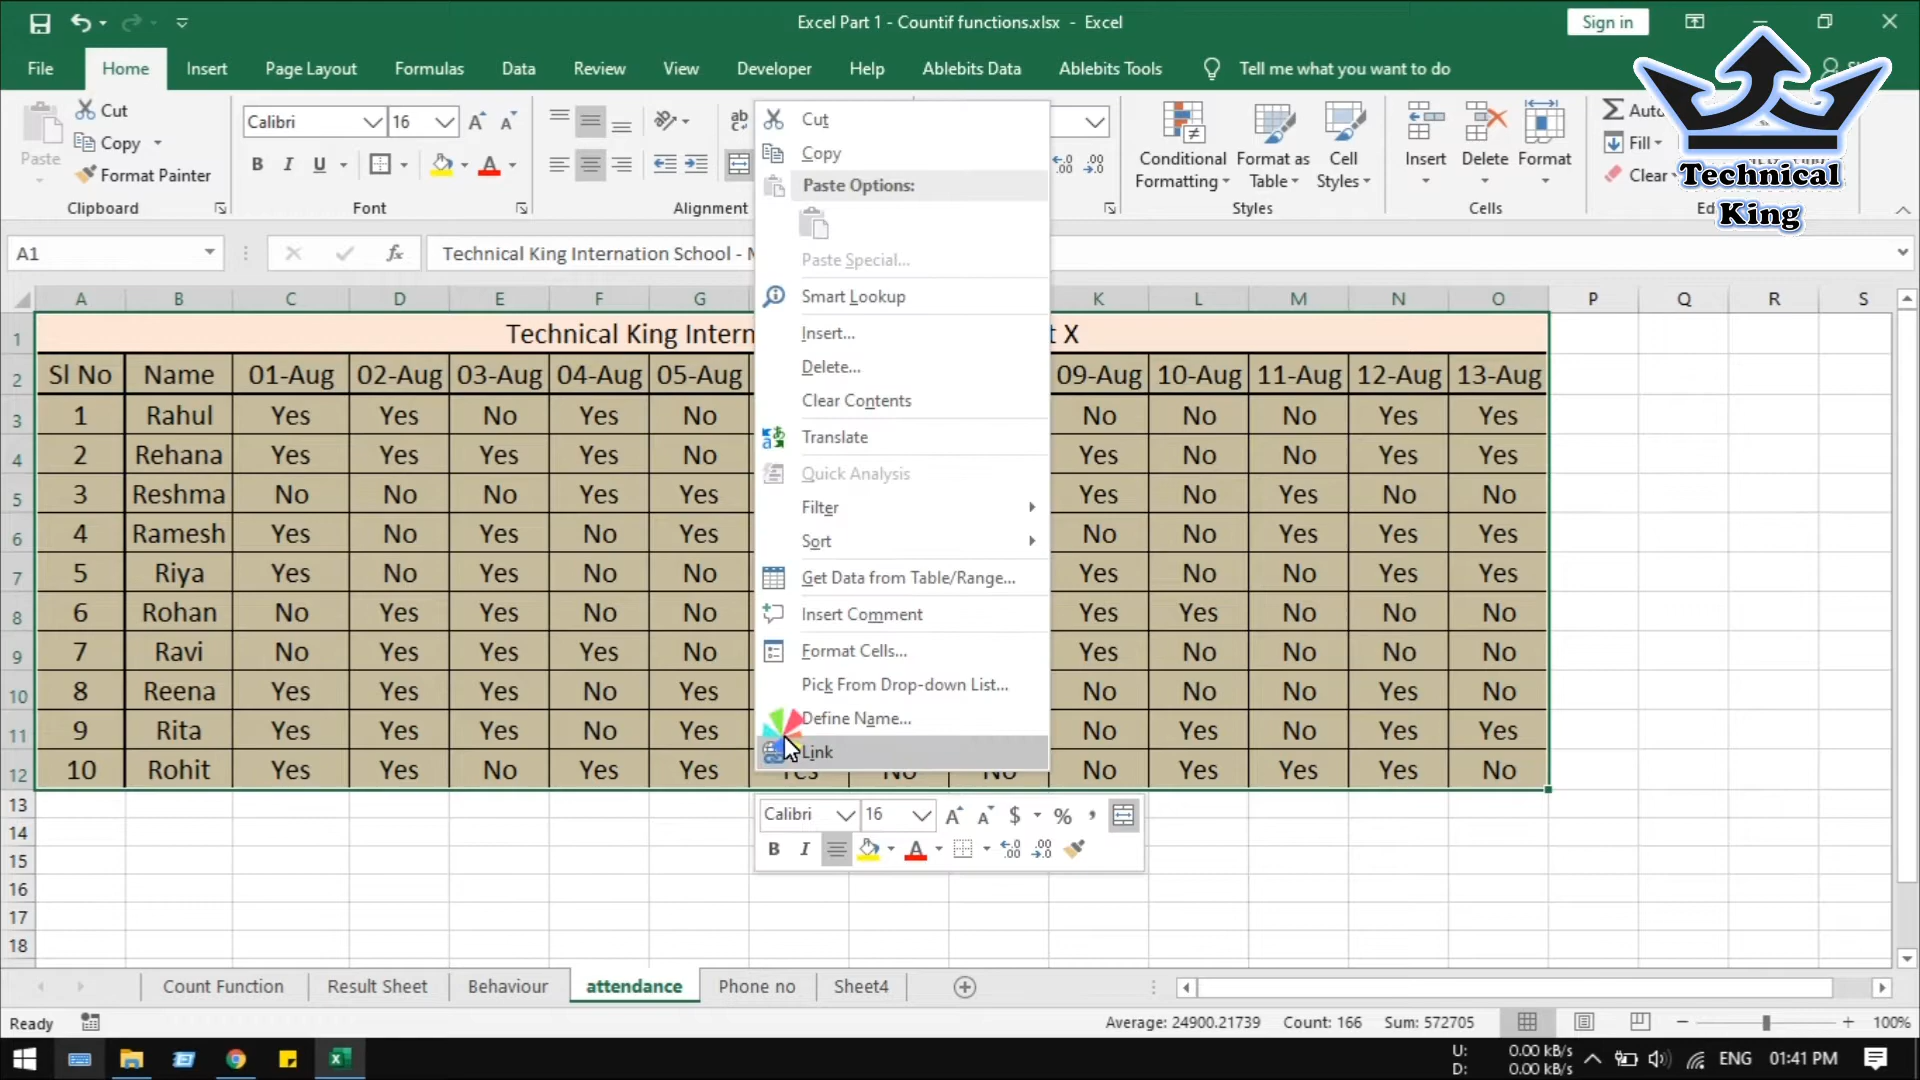 Excel Part 1 - Countif functions.xlsx - Excel
Sign in
File Home Insert Page Layout Formulas Data Review View Developer Help Ablebits Data Ablebits Tools Tell me what you want to do
Paste
Cut
Copy
Format Painter
Clipboard
Calibri 16
B I U
Font
Alignment
Conditional Formatting
Format as Table
Cell Styles
Styles
Insert Delete Format
Cells
Fill
Clear
Technical
King
A1
fx
Technical King Internation School -
A B C D E F G K L M N O P Q R S
1 Technical King Intern t X
2 Sl No Name 01-Aug 02-Aug 03-Aug 04-Aug 05-Aug 09-Aug 10-Aug 11-Aug 12-Aug 13-Aug
3 1 Rahul Yes Yes No Yes No No No No Yes Yes
4 2 Rehana Yes Yes Yes Yes No Yes No No Yes Yes
5 3 Reshma No No No Yes Yes Yes No Yes No No
6 4 Ramesh Yes No Yes No Yes No No Yes Yes Yes
7 5 Riya Yes No Yes No No Yes No No Yes Yes
8 6 Rohan No Yes Yes No No Yes Yes No No No
9 7 Ravi No Yes Yes Yes No Yes No No No No
10 8 Reena Yes Yes Yes No Yes No No No Yes No
11 9 Rita Yes Yes Yes No Yes No Yes No No Yes
12 10 Rohit Yes Yes No Yes Yes Yes No No No Yes Yes Yes No
13
14
15
16
17
18
Cut
Copy
Paste Options:
Paste Special...
Smart Lookup
Insert...
Delete...
Clear Contents
Translate
Quick Analysis
Filter
Sort
Get Data from Table/Range...
Insert Comment
Format Cells...
Pick From Drop-down List...
Define Name...
Link
Calibri 16 A A $ % ,
B I A
Count Function Result Sheet Behaviour attendance Phone no Sheet4
Ready
Average: 24900.21739 Count: 166 Sum: 572705
100%
U: 0.00 kB/s
D: 0.00 kB/s
ENG 01:41 PM